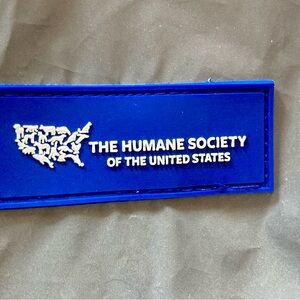 THE HUMANE SOCIETY
OF THE UNITED STATES